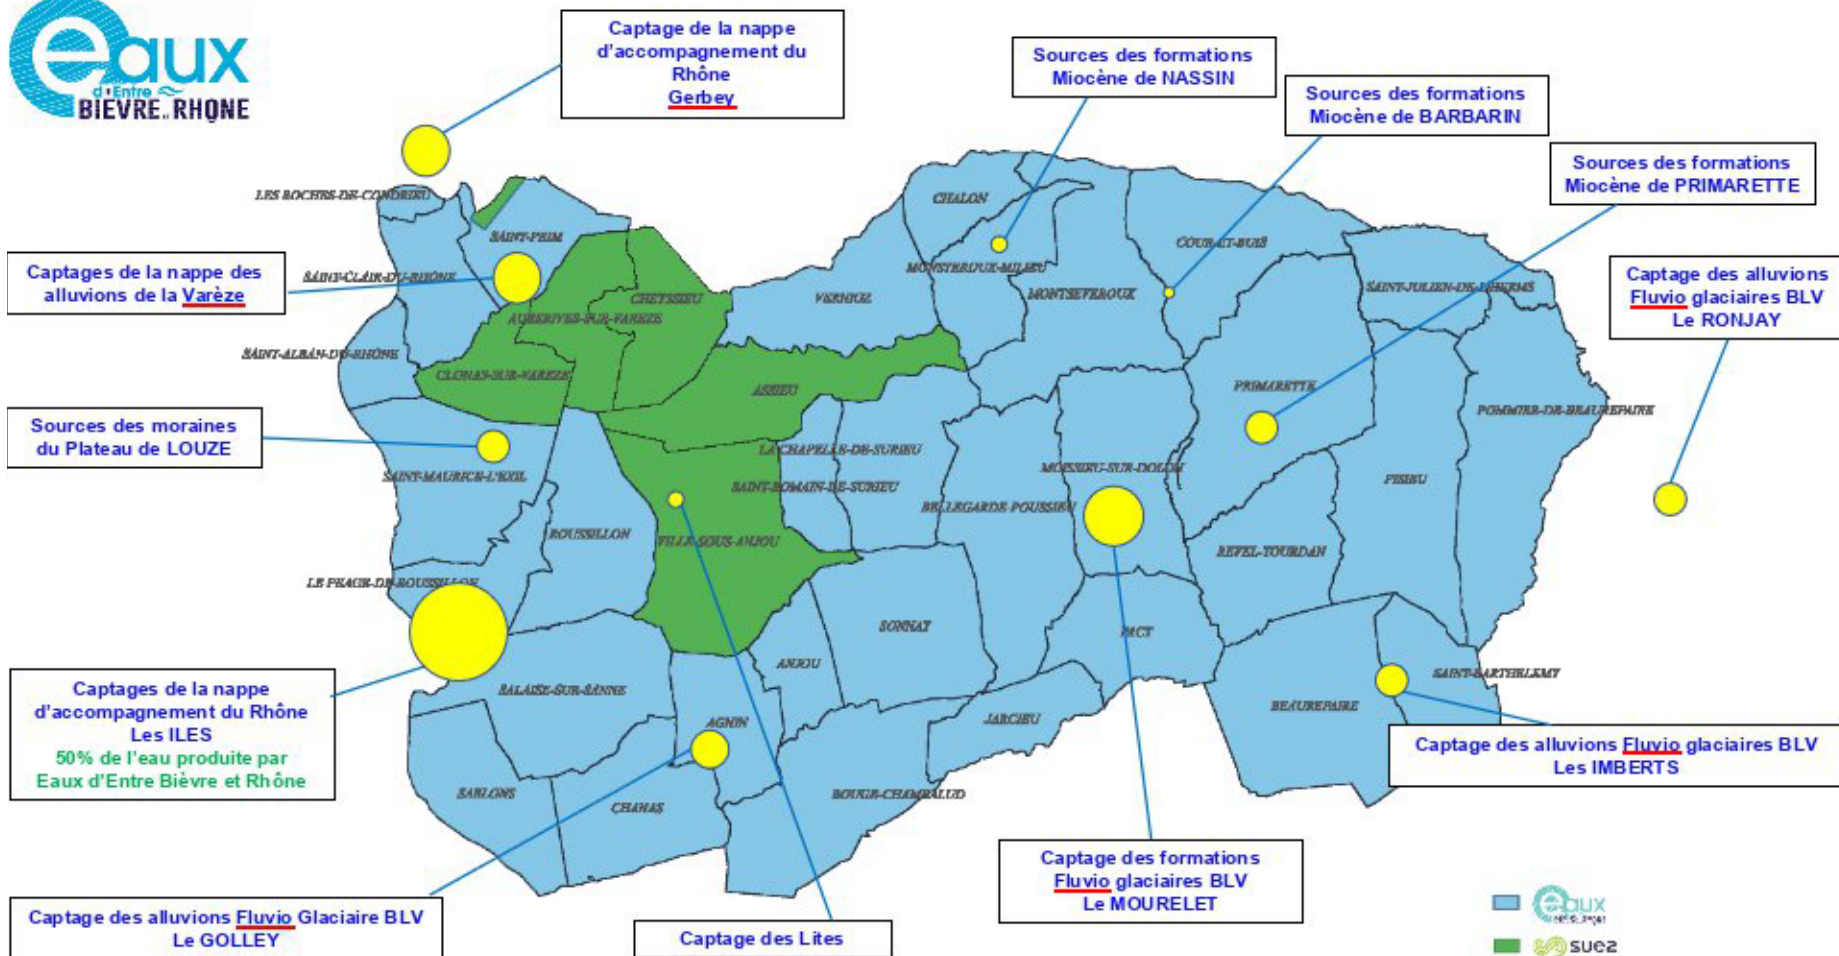 eaux
d'Entre
BIEVRE ET RHONE
Captage de la nappe
d'accompagnement du
Rhône
Gerbey
Sources des formations
Miocène de NASSIN
Sources des formations
Miocène de BARBARIN
Sources des formations
Miocène de PRIMARETTE
Captage des alluvions
Fluvio glaciaires BLV
Le RONJAY
Captages de la nappe des
alluvions de la Varèze
Sources des moraines
du Plateau de LOUZE
Captages de la nappe
d'accompagnement du Rhône
Les ILES
50% de l'eau produite par
Eaux d'Entre Bièvre et Rhône
Captage des alluvions Fluvio Glaciaire BLV
Le GOLLEY
Captage des Lites
Captage des formations
Fluvio glaciaires BLV
Le MOURELET
Captage des alluvions Fluvio glaciaires BLV
Les IMBERTS
LES ROCHES-DE-CONDRIEU
SAINT-PRIM
SAINT-CLAIR-DU-RHÔNE
CHEYSSIEU
AUBERIVES-SUR-VAREZE
SAINT-ALBAN-DU-RHÔNE
CLONAS-SUR-VAREZE
VERNIOZ
CHALON
MONSTEROUX-MILIEU
MONTSEVEROUX
COUR-ET-BUIS
SAINT-JULIEN-DE-L'HERMS
ASSIEU
PRIMARETTE
POMMIER-DE-BEAUREPAIRE
LA CHAPELLE-DE-SURIEU
SAINT-ROMAIN-DE-SURIEU
SAINT-MAURICE-L'EXIL
MOISSIEU-SUR-DOLON
PISIEU
BELLEGARDE-POUSSIEU
ROUSSILLON
VILLE-SOUS-ANJOU
REVEL-TOURDAN
LE PEAGE-DE-ROUSSILLON
SONNAY
PACT
ANJOU
SALAISE-SUR-SANNE
SAINT-BARTHELEMY
BEAUREPAIRE
AGNIN
JARCIEU
SABLONS
CHANAS
BOUGE-CHAMBALUD
eaux
suez